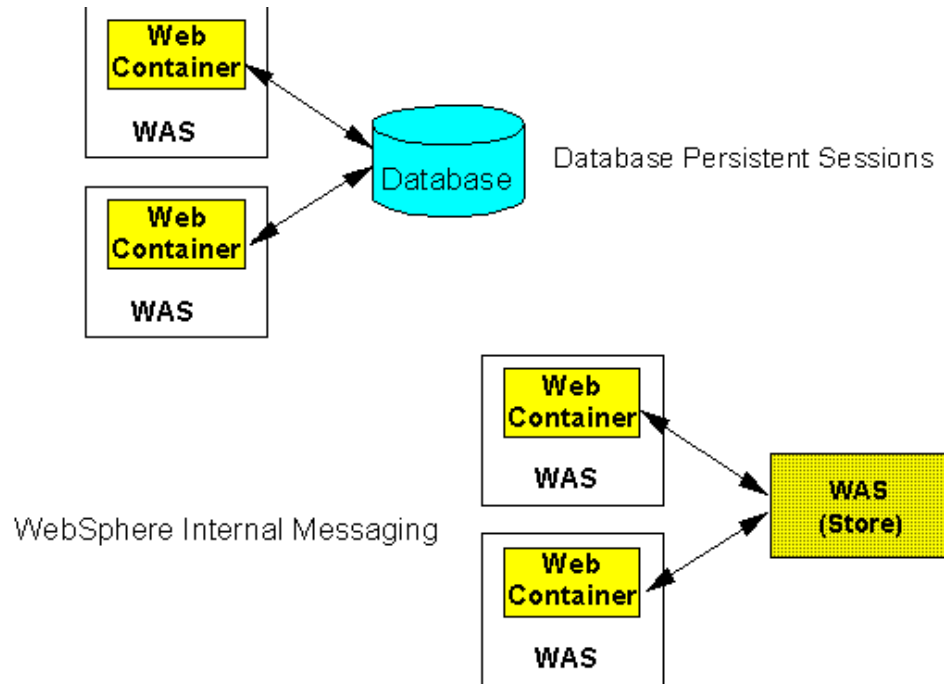 Web
Container
WAS
Database
Database Persistent Sessions
Web
Container
WAS
Web
Container
WAS
WAS
(Store)
WebSphere Internal Messaging
Web
Container
WAS